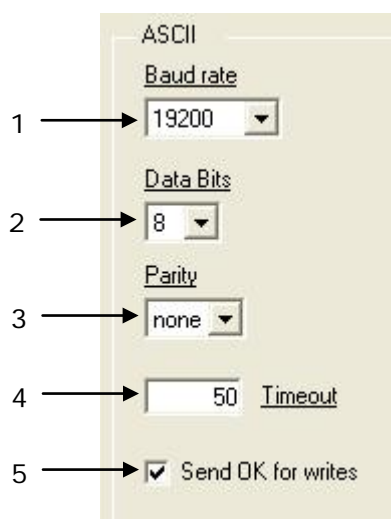 ASCII
Baud rate
1 19200
Data Bits
2 8
Parity
3 none
4 50 Timeout
5 Send OK for writes